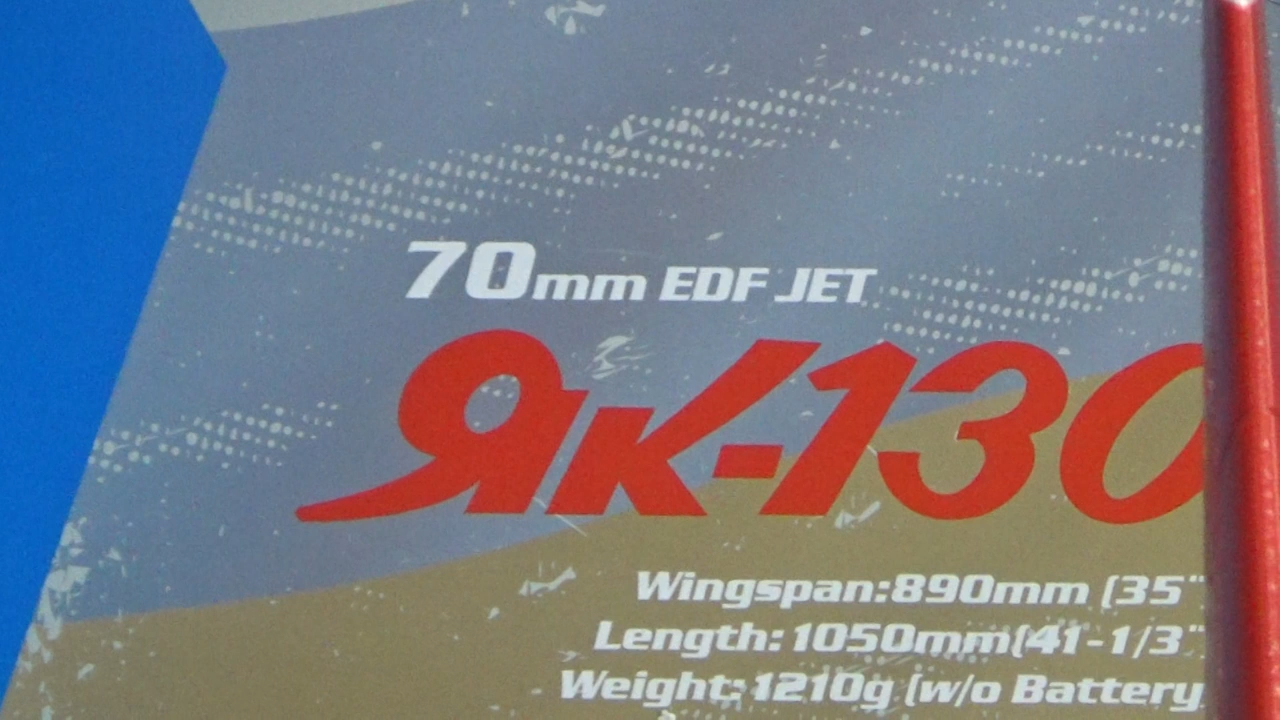 70mm EDF JET
Як-130
Wingspan:890mm (35"
Length: 1050mm(41-1/3"
Weight: 1210g (w/o Battery